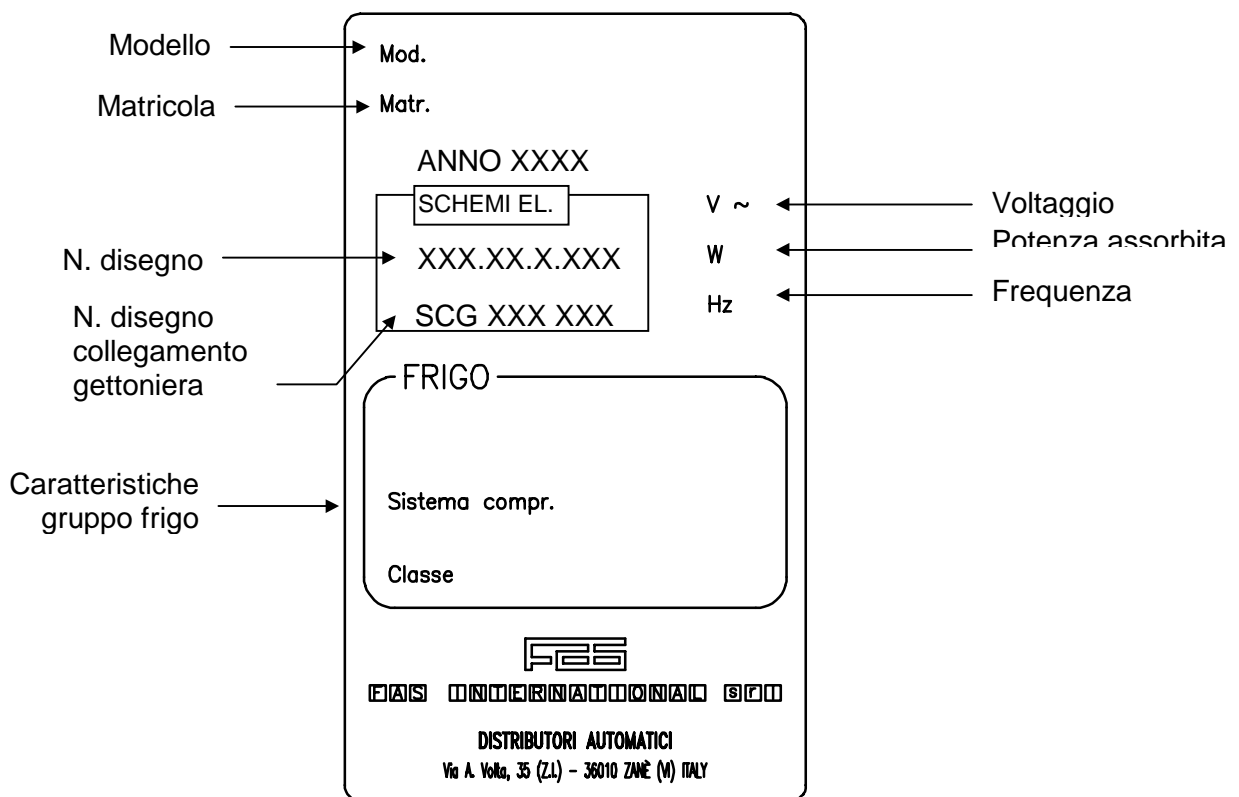 Modello
Mod.
Matricola
Matr.
ANNO XXXX
SCHEMI EL.
V ~
Voltaggio
N. disegno
XXX.XX.X.XXX
W
Potenza assorbita
N. disegno
collegamento
gettoniera
SCG XXX XXX
Hz
Frequenza
FRIGO
Caratteristiche
gruppo frigo
Sistema compr.
Classe
Fas
FAS INTERNATIONAL srl
DISTRIBUTORI AUTOMATICI
Via A. Volta, 35 (Z.I.) - 36010 ZANÈ (VI) ITALY